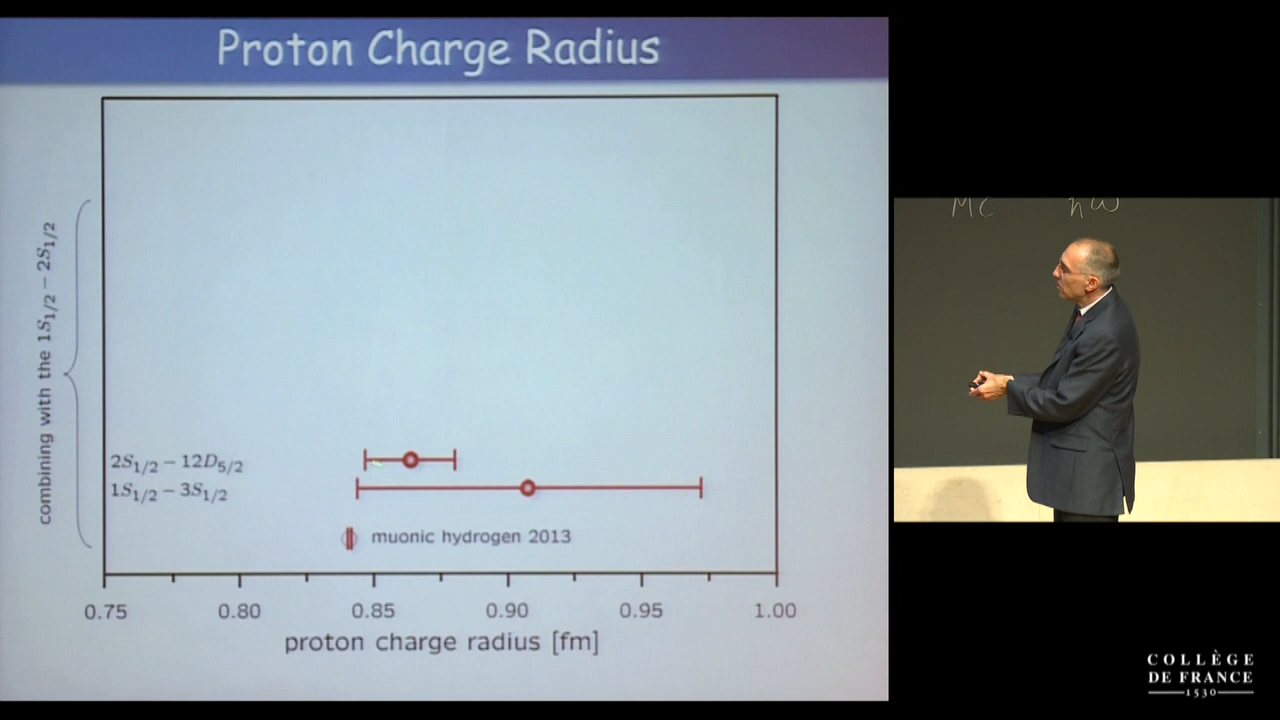 Proton Charge Radius
combining with the 1S1/2 − 2S1/2
2S1/2 − 12D5/2
1S1/2 − 3S1/2
muonic hydrogen 2013
0.75 0.80 0.85 0.90 0.95 1.00
proton charge radius [fm]
Mc ħω
COLLÈGE
DE FRANCE
1530